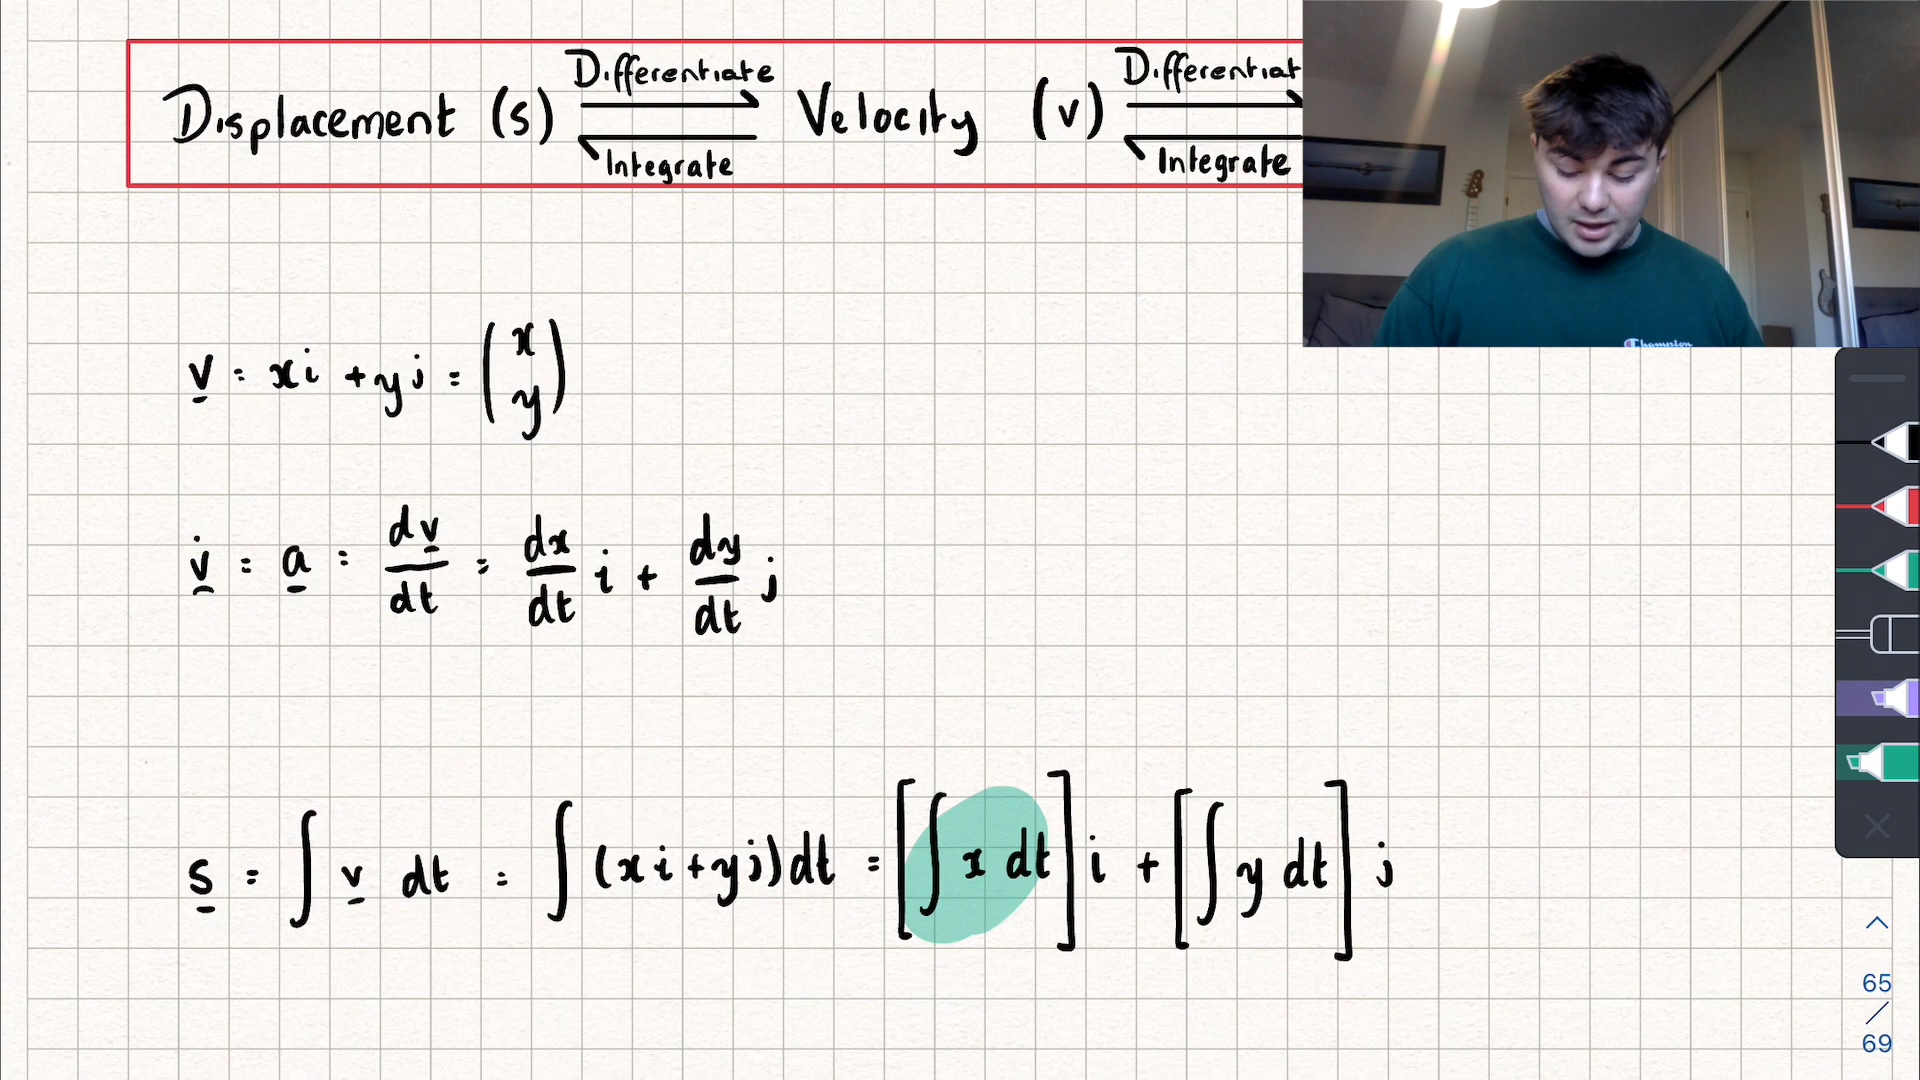 Differentiate Differentiat
Displacement (s) Velocity (v)
Integrate Integrate
Champion
v = xi + yj = (x y)
v̇ = a = dv/dt = dx/dt i + dy/dt j
s = ∫ v dt = ∫ (xi + yj) dt = [∫ x dt] i + [∫ y dt] j
65
/
69